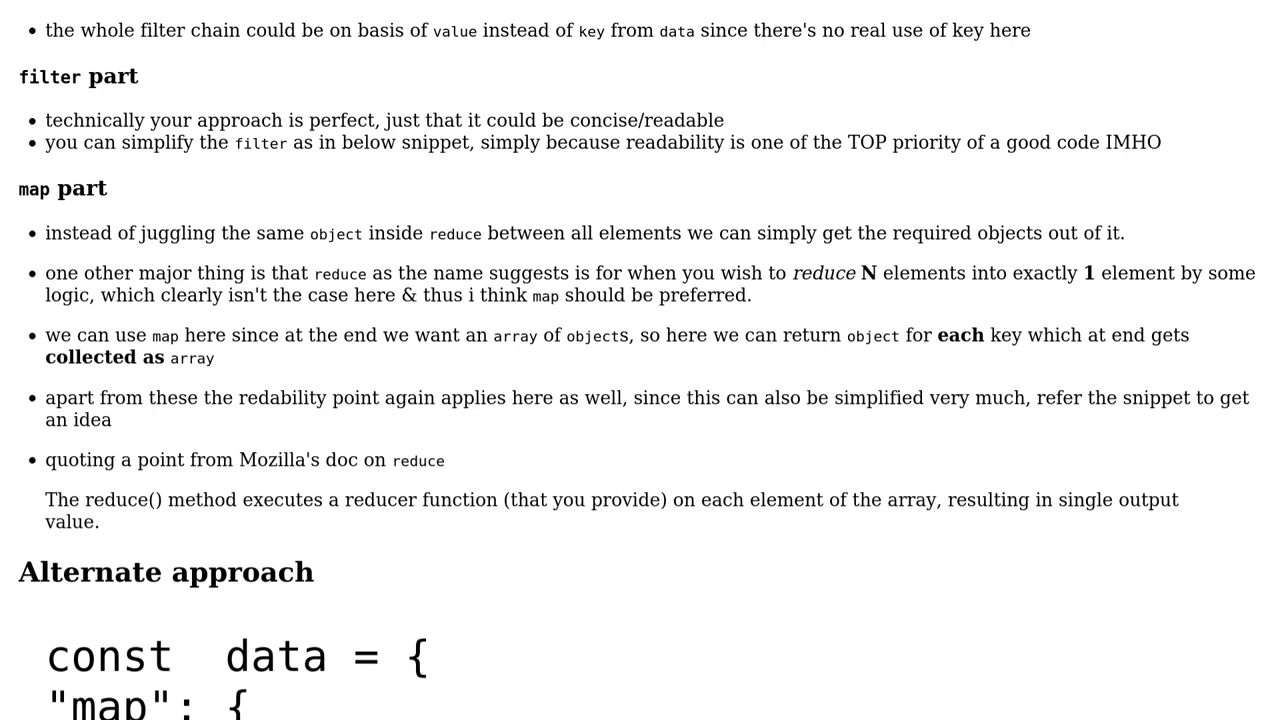 • the whole filter chain could be on basis of value instead of key from data since there's no real use of key here
filter part
• technically your approach is perfect, just that it could be concise/readable
• you can simplify the filter as in below snippet, simply because readability is one of the TOP priority of a good code IMHO
map part
• instead of juggling the same object inside reduce between all elements we can simply get the required objects out of it.
• one other major thing is that reduce as the name suggests is for when you wish to reduce N elements into exactly 1 element by some
logic, which clearly isn't the case here & thus i think map should be preferred.
• we can use map here since at the end we want an array of objects, so here we can return object for each key which at end gets
collected as array
• apart from these the redability point again applies here as well, since this can also be simplified very much, refer the snippet to get
an idea
• quoting a point from Mozilla's doc on reduce
The reduce() method executes a reducer function (that you provide) on each element of the array, resulting in single output
value.
Alternate approach
const  data = {
"map": {